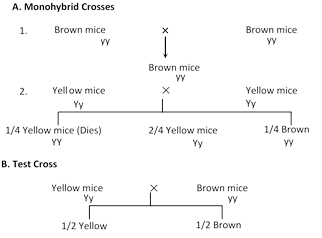 A. Monohybrid Crosses
1. Brown mice × Brown mice
yy yy
Brown mice
yy
2. Yellow mice × Yellow mice
Yy Yy
1/4 Yellow mice (Dies) 2/4 Yellow mice 1/4 Brown
YY Yy yy
B. Test Cross
Yellow mice × Brown mice
Yy yy
1/2 Yellow 1/2 Brown